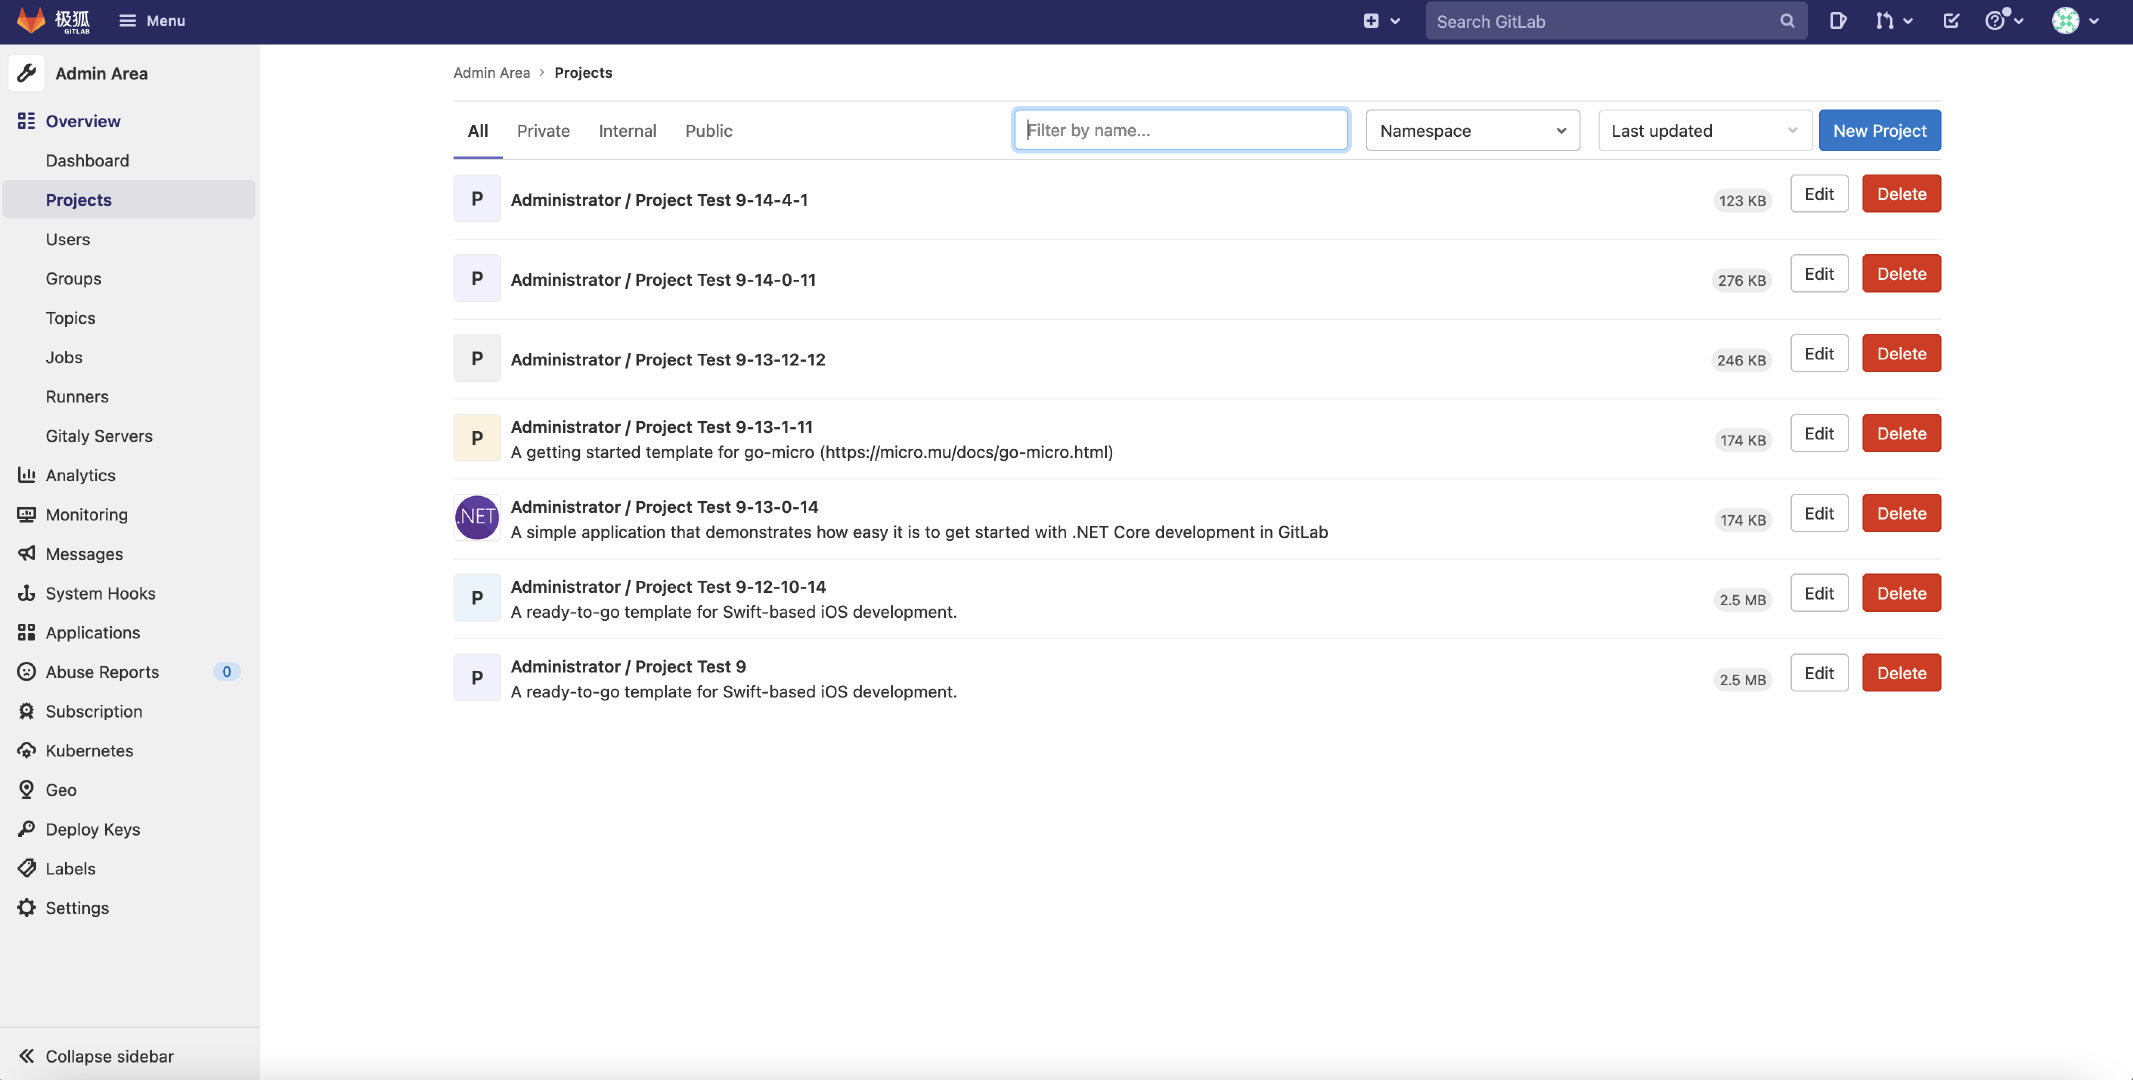 极狐
GITLAB
Menu
Search GitLab
Admin Area
Overview
Dashboard
Projects
Users
Groups
Topics
Jobs
Runners
Gitaly Servers
Analytics
Monitoring
Messages
System Hooks
Applications
Abuse Reports 0
Subscription
Kubernetes
Geo
Deploy Keys
Labels
Settings
Collapse sidebar
Admin Area › Projects
All Private Internal Public Filter by name... Namespace Last updated New Project
P Administrator / Project Test 9-14-4-1 123 KB Edit Delete
P Administrator / Project Test 9-14-0-11 276 KB Edit Delete
P Administrator / Project Test 9-13-12-12 246 KB Edit Delete
P Administrator / Project Test 9-13-1-11 174 KB Edit Delete
A getting started template for go-micro (https://micro.mu/docs/go-micro.html)
.NET Administrator / Project Test 9-13-0-14 174 KB Edit Delete
A simple application that demonstrates how easy it is to get started with .NET Core development in GitLab
P Administrator / Project Test 9-12-10-14 2.5 MB Edit Delete
A ready-to-go template for Swift-based iOS development.
P Administrator / Project Test 9 2.5 MB Edit Delete
A ready-to-go template for Swift-based iOS development.